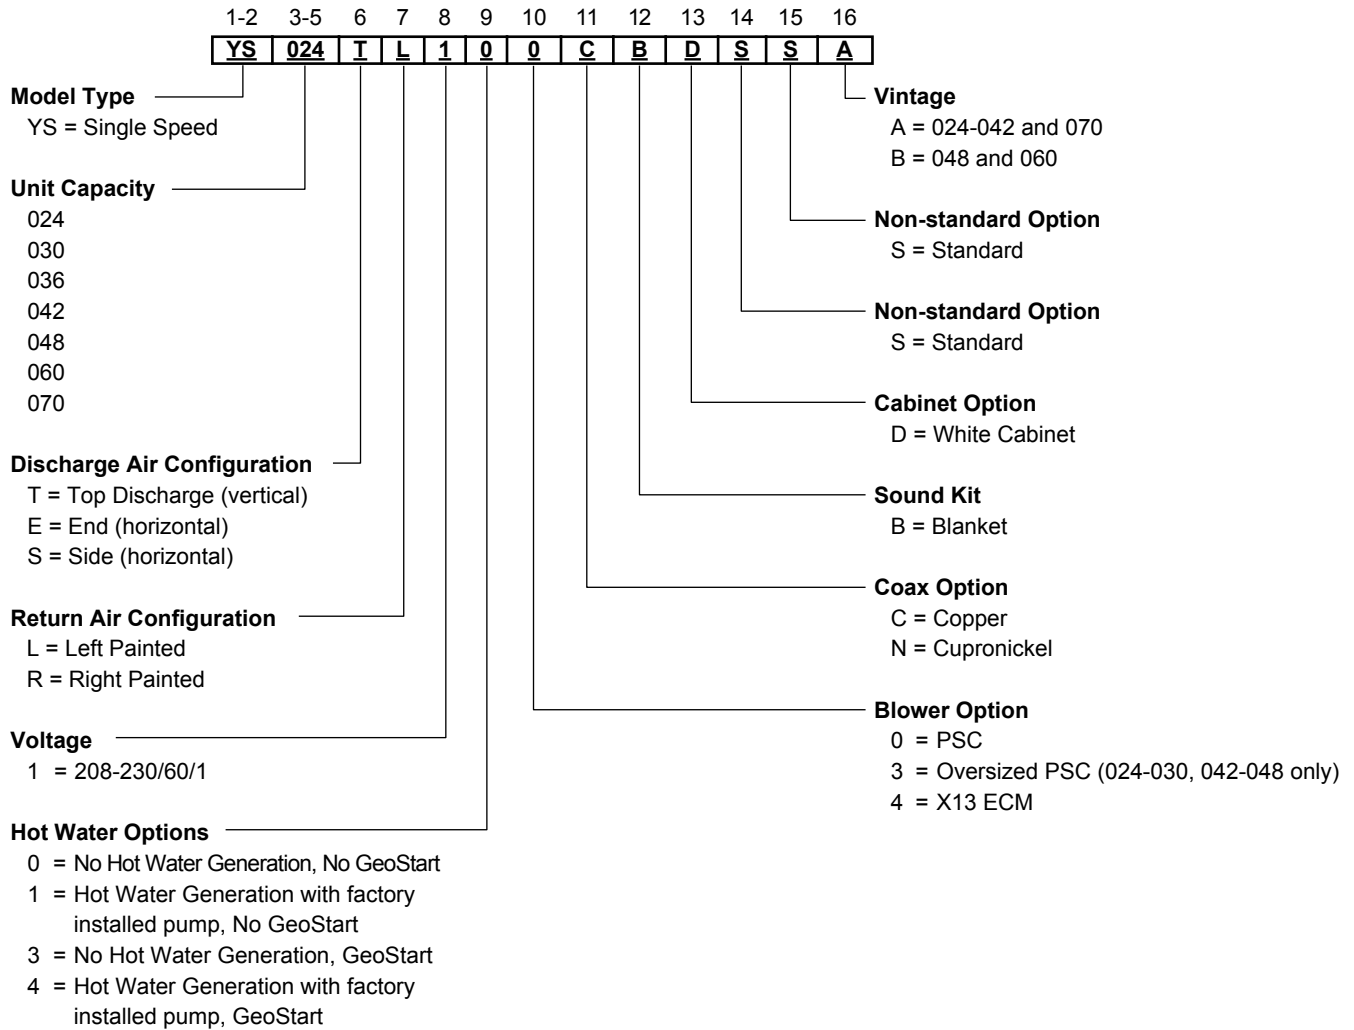 1-2 3-5 6 7 8 9 10 11 12 13 14 15 16
YS 024 T L 1 0 0 C B D S S A
Model Type
YS = Single Speed
Unit Capacity
024
030
036
042
048
060
070
Discharge Air Configuration
T = Top Discharge (vertical)
E = End (horizontal)
S = Side (horizontal)
Return Air Configuration
L = Left Painted
R = Right Painted
Voltage
1 = 208-230/60/1
Hot Water Options
0 = No Hot Water Generation, No GeoStart
1 = Hot Water Generation with factory
installed pump, No GeoStart
3 = No Hot Water Generation, GeoStart
4 = Hot Water Generation with factory
installed pump, GeoStart
Vintage
A = 024-042 and 070
B = 048 and 060
Non-standard Option
S = Standard
Non-standard Option
S = Standard
Cabinet Option
D = White Cabinet
Sound Kit
B = Blanket
Coax Option
C = Copper
N = Cupronickel
Blower Option
0 = PSC
3 = Oversized PSC (024-030, 042-048 only)
4 = X13 ECM